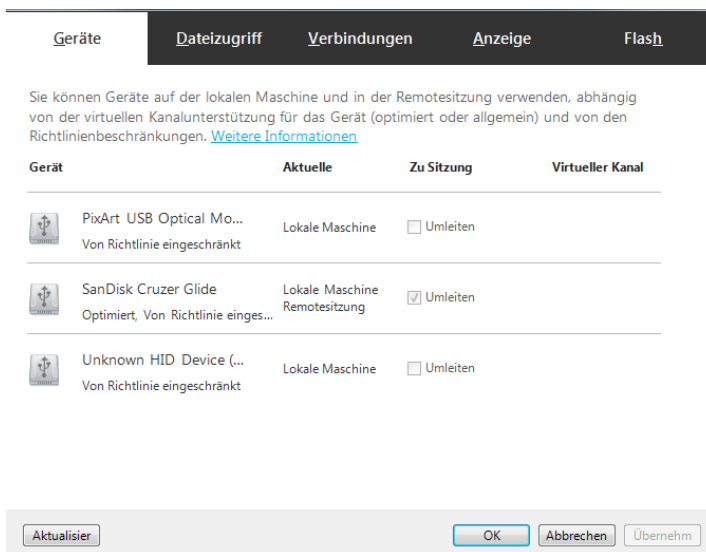 Geräte Dateizugriff Verbindungen Anzeige Flash
Sie können Geräte auf der lokalen Maschine und in der Remotesitzung verwenden, abhängig
von der virtuellen Kanalunterstützung für das Gerät (optimiert oder allgemein) und von den
Richtlinienbeschränkungen. Weitere Informationen
Gerät Aktuelle Zu Sitzung Virtueller Kanal
PixArt USB Optical Mo...
Von Richtlinie eingeschränkt
Lokale Maschine
Umleiten
SanDisk Cruzer Glide
Optimiert, Von Richtlinie einges...
Lokale Maschine
Remotesitzung
Umleiten
Unknown HID Device (...
Von Richtlinie eingeschränkt
Lokale Maschine
Umleiten
Aktualisier OK Abbrechen Übernehm